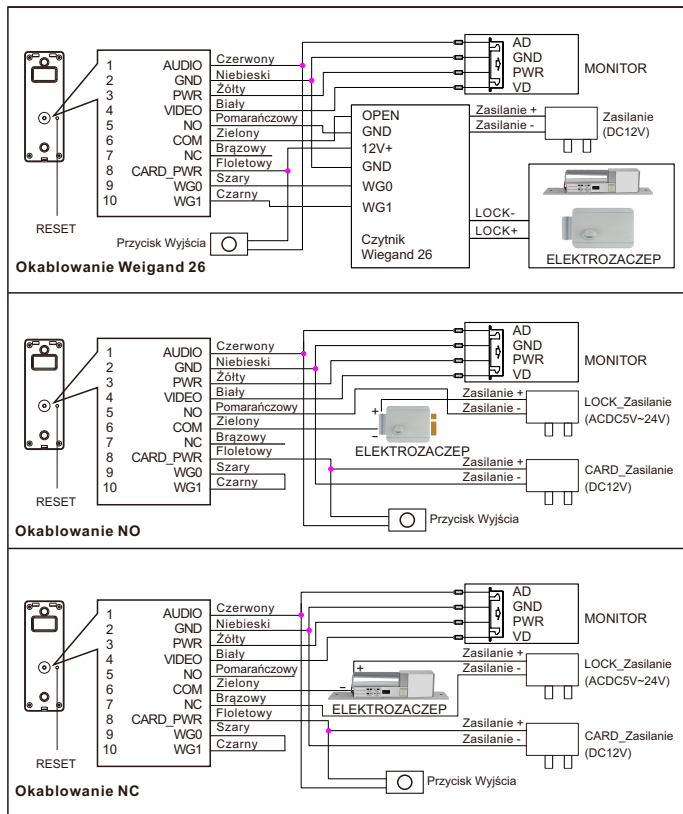 1 AUDIO Czerwony
2 GND Niebieski
3 PWR Żółty
4 VIDEO Biały
5 NO Pomarańczowy
6 COM Zielony
7 NC Brązowy
8 CARD_PWR Floletowy
9 WG0 Szary
10 WG1 Czarny
RESET
Przycisk Wyjścia
AD
GND
PWR
VD
MONITOR
OPEN
GND
12V+
GND
WG0
WG1
Czytnik
Wiegand 26
Zasilanie +
Zasilanie -
Zasilanie
(DC12V)
LOCK-
LOCK+
ELEKTROZACZEP
Okablowanie Weigand 26
1 AUDIO Czerwony
2 GND Niebieski
3 PWR Żółty
4 VIDEO Biały
5 NO Pomarańczowy
6 COM Zielony
7 NC Brązowy
8 CARD_PWR Floletowy
9 WG0 Szary
10 WG1 Czarny
RESET
AD
GND
PWR
VD
MONITOR
+
−
ELEKTROZACZEP
Zasilanie +
Zasilanie -
LOCK_Zasilanie
(ACDC5V~24V)
Zasilanie +
Zasilanie -
CARD_Zasilanie
(DC12V)
Przycisk Wyjścia
Okablowanie NO
1 AUDIO Czerwony
2 GND Niebieski
3 PWR Żółty
4 VIDEO Biały
5 NO Pomarańczowy
6 COM Zielony
7 NC Brązowy
8 CARD_PWR Floletowy
9 WG0 Szary
10 WG1 Czarny
RESET
AD
GND
PWR
VD
MONITOR
+
−
ELEKTROZACZEP
Zasilanie +
Zasilanie -
LOCK_Zasilanie
(ACDC5V~24V)
Zasilanie +
Zasilanie -
CARD_Zasilanie
(DC12V)
Przycisk Wyjścia
Okablowanie NC